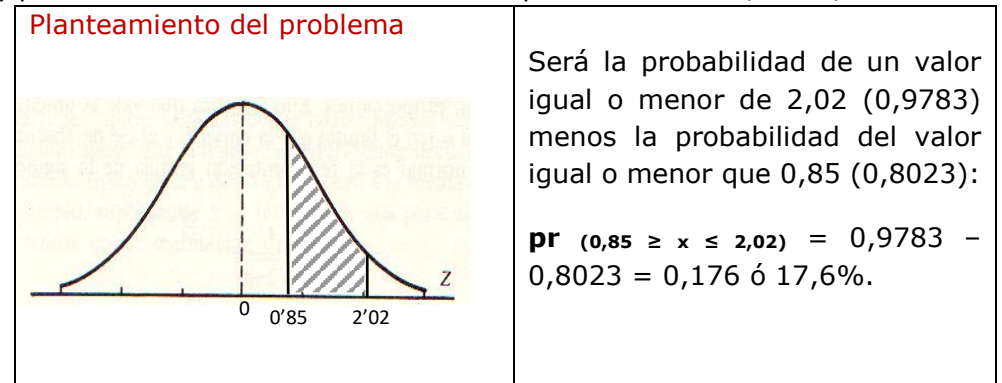 Planteamiento del problema
Z
0
0’85
2’02
Será la probabilidad de un valor
igual o menor de 2,02 (0,9783)
menos la probabilidad del valor
igual o menor que 0,85 (0,8023):
pr (0,85 ≥ x ≤ 2,02) = 0,9783 –
0,8023 = 0,176 ó 17,6%.